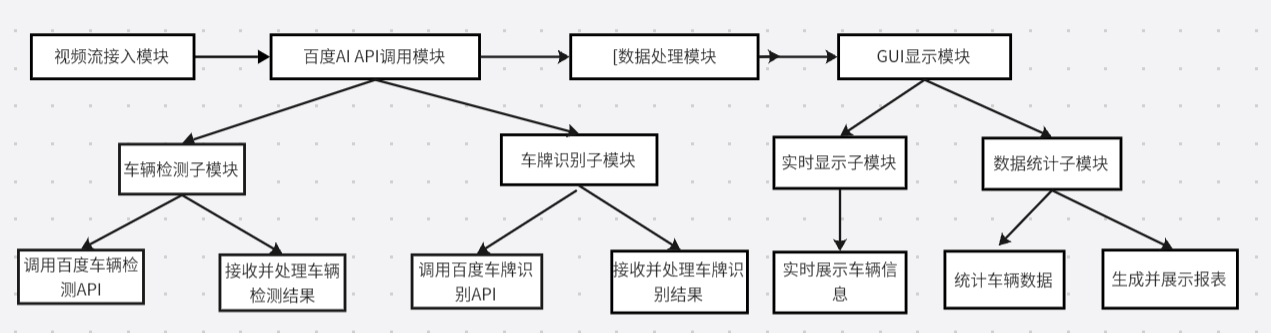 视频流接入模块
百度AI API调用模块
[数据处理模块
GUI显示模块
车辆检测子模块
车牌识别子模块
实时显示子模块
数据统计子模块
调用百度车辆检
测API
接收并处理车辆
检测结果
调用百度车牌识
别API
接收并处理车牌识
别结果
实时展示车辆信
息
统计车辆数据
生成并展示报表